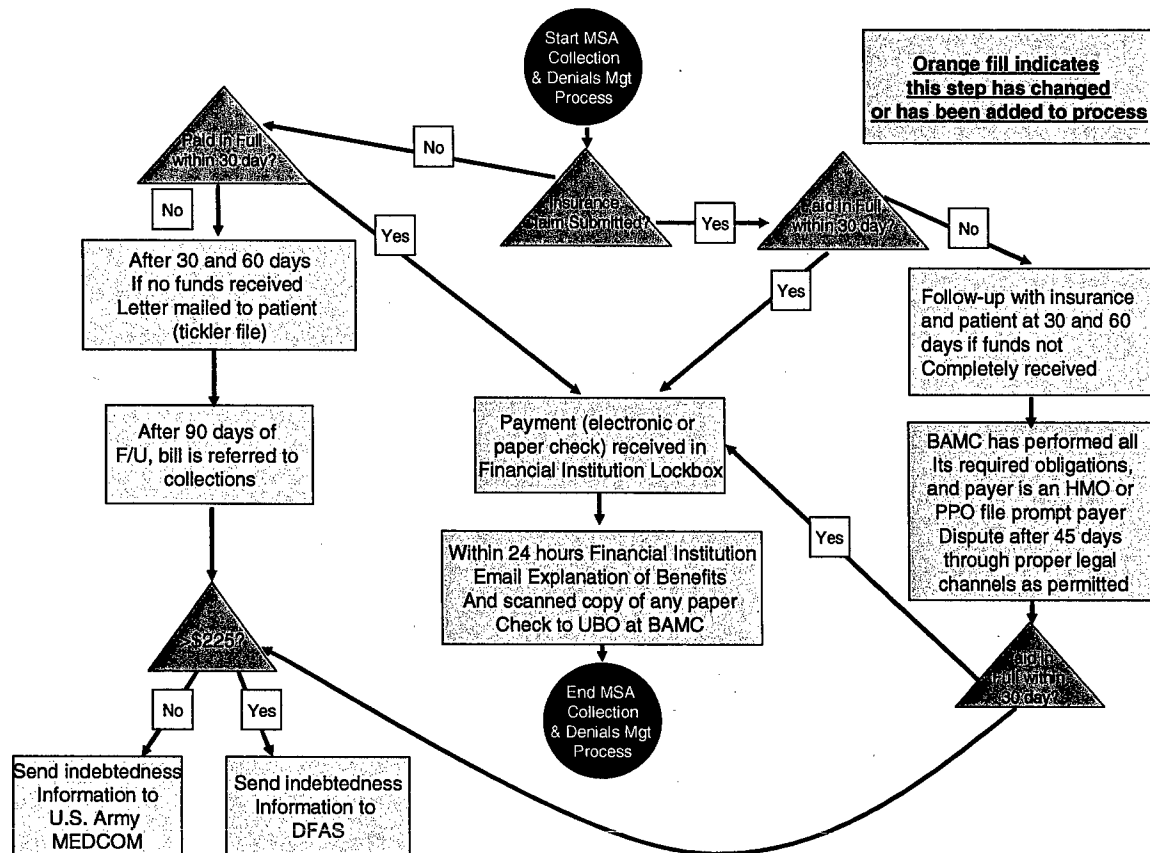 Start MSA
Collection
& Denials Mgt
Process
Orange fill indicates
this step has changed
or has been added to process
Paid In Full
within 30 day?
No
Insurance
Claim Submitted?
Yes
Paid In Full
within 30 day?
No
No
Yes
Yes
After 30 and 60 days
If no funds received
Letter mailed to patient
(tickler file)
Follow-up with insurance
and patient at 30 and 60
days if funds not
Completely received
After 90 days of
F/U, bill is referred to
collections
Payment (electronic or
paper check) received in
Financial Institution Lockbox
BAMC has performed all
Its required obligations,
and payer is an HMO or
PPO file prompt payer
Dispute after 45 days
through proper legal
channels as permitted
Yes
Within 24 hours Financial Institution
Email Explanation of Benefits
And scanned copy of any paper
Check to UBO at BAMC
>$225?
Paid In
Full within
30 day?
No
Yes
End MSA
Collection
& Denials Mgt
Process
Send indebtedness
Information to
U.S. Army
MEDCOM
Send indebtedness
Information to
DFAS